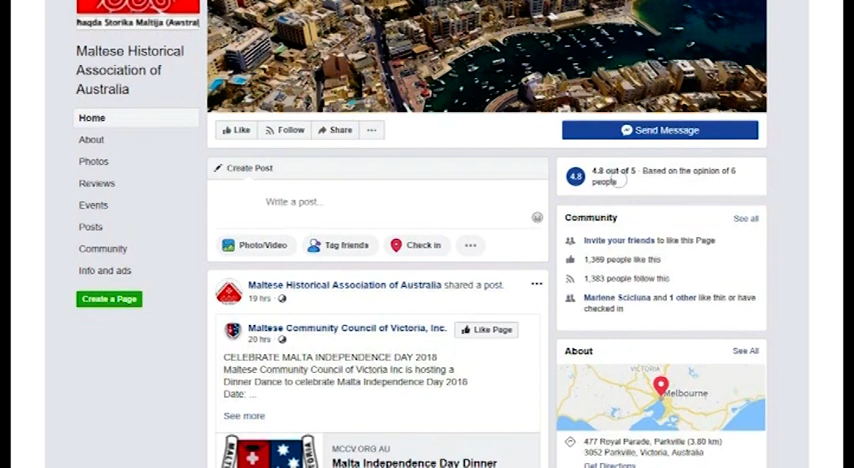 Għaqda Storika Maltija (Awstralja
Maltese Historical
Association of
Australia
Home
About
Photos
Reviews
Events
Posts
Community
Info and ads
Create a Page
Like
Follow
Share
Send Message
Create Post
Write a post...
Photo/Video
Tag friends
Check in
Maltese Historical Association of Australia shared a post.
19 hrs
Maltese Community Council of Victoria, Inc.
20 hrs
Like Page
CELEBRATE MALTA INDEPENDENCE DAY 2018
Maltese Community Council of Victoria Inc is hosting a
Dinner Dance to celebrate Malta Independence Day 2018
Date: ...
See more
MALTA
MCCV.ORG.AU
Malta Independence Day Dinner
4.8
4.8 out of 5 · Based on the opinion of 6
people
Community
See all
Invite your friends to like this Page
1,369 people like this
1,383 people follow this
Marlene Scicluna and 1 other like this or have
checked in
About
See All
VICTORIA
Melbourne
477 Royal Parade, Parkville (3.80 km)
3052 Parkville, Victoria, Australia
Get Directions